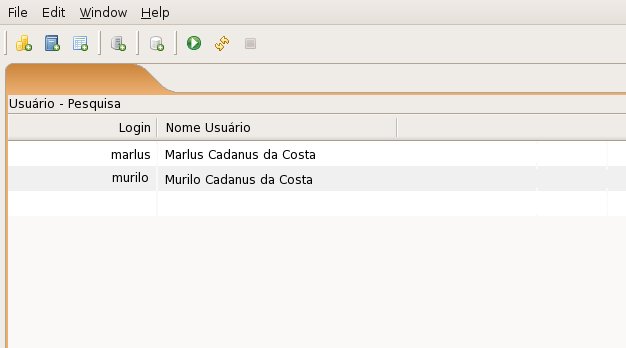 File Edit Window Help
Usuário - Pesquisa
Login Nome Usuário
marlus Marlus Cadanus da Costa
murilo Murilo Cadanus da Costa